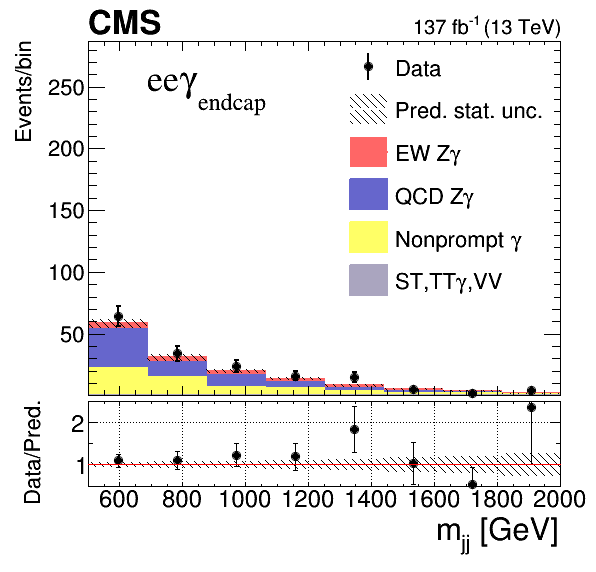 CMS 137 fb⁻¹ (13 TeV)
Events/bin
eeγ endcap
Data
Pred. stat. unc.
EW Zγ
QCD Zγ
Nonprompt γ
ST,TTγ,VV
250
200
150
100
50
Data/Pred.
2
1
600 800 1000 1200 1400 1600 1800 2000
m_jj [GeV]